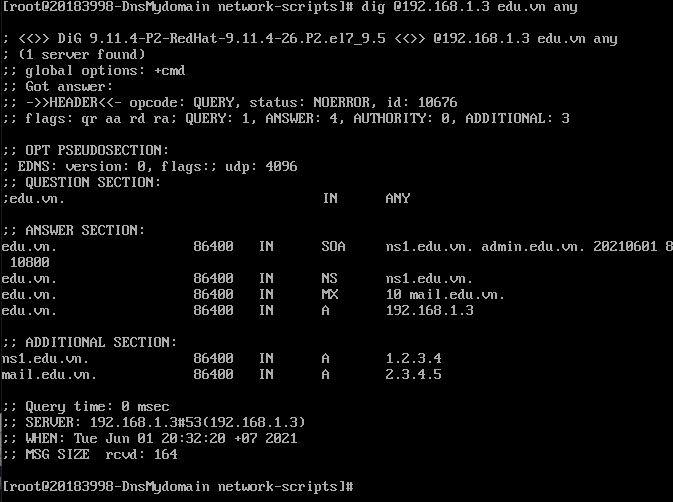 [root@20183998-DnsMydomain network-scripts]# dig @192.168.1.3 edu.vn any

; <<>> DiG 9.11.4-P2-RedHat-9.11.4-26.P2.el7_9.5 <<>> @192.168.1.3 edu.vn any
; (1 server found)
;; global options: +cmd
;; Got answer:
;; ->>HEADER<<- opcode: QUERY, status: NOERROR, id: 10676
;; flags: qr aa rd ra; QUERY: 1, ANSWER: 4, AUTHORITY: 0, ADDITIONAL: 3

;; OPT PSEUDOSECTION:
; EDNS: version: 0, flags:; udp: 4096
;; QUESTION SECTION:
;edu.vn. IN ANY

;; ANSWER SECTION:
edu.vn. 86400 IN SOA ns1.edu.vn. admin.edu.vn. 20210601 8
10800
edu.vn. 86400 IN NS ns1.edu.vn.
edu.vn. 86400 IN MX 10 mail.edu.vn.
edu.vn. 86400 IN A 192.168.1.3

;; ADDITIONAL SECTION:
ns1.edu.vn. 86400 IN A 1.2.3.4
mail.edu.vn. 86400 IN A 2.3.4.5

;; Query time: 0 msec
;; SERVER: 192.168.1.3#53(192.168.1.3)
;; WHEN: Tue Jun 01 20:32:20 +07 2021
;; MSG SIZE rcvd: 164

[root@20183998-DnsMydomain network-scripts]#